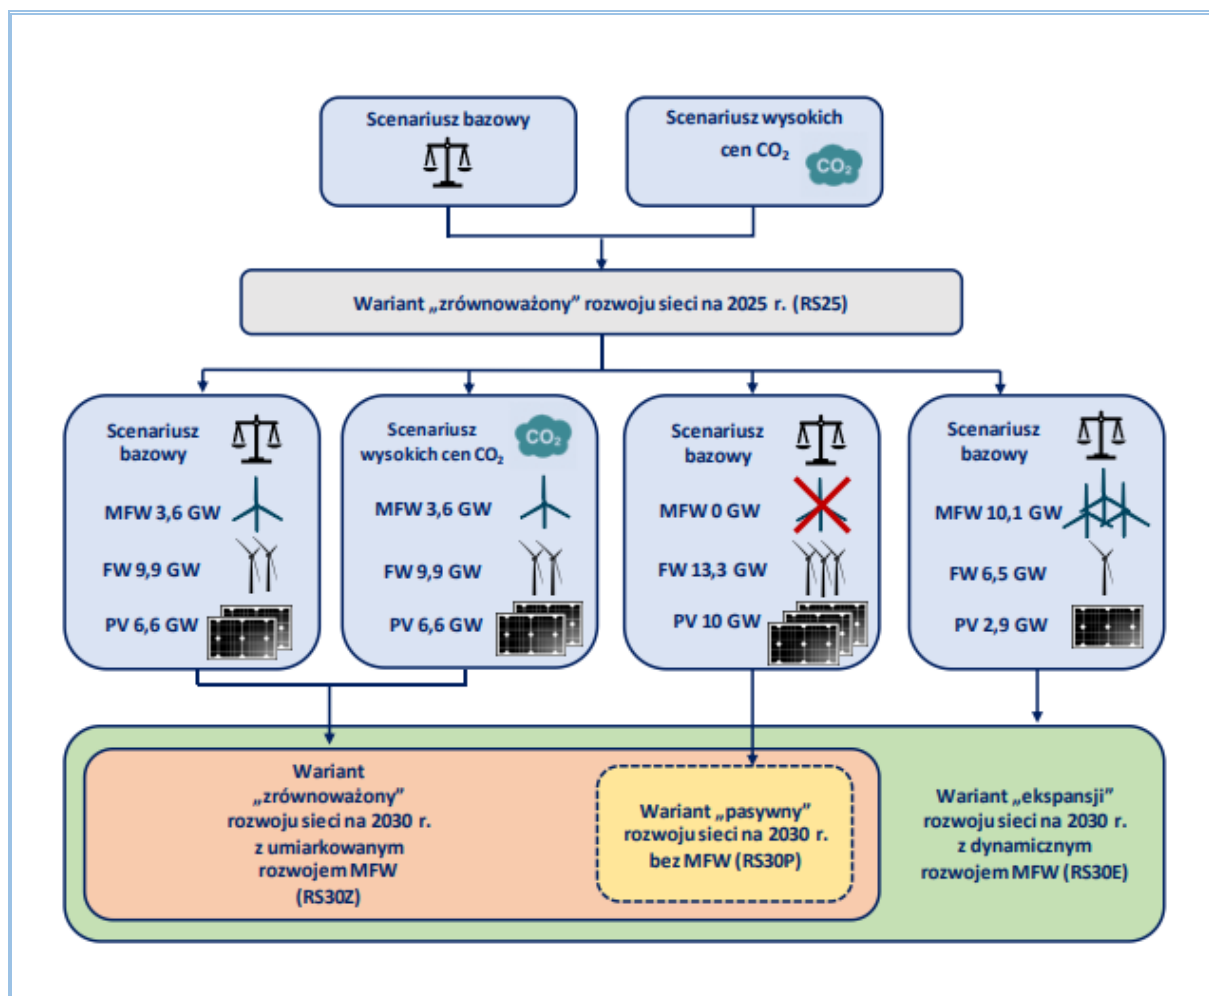 Scenariusz bazowy
Scenariusz wysokich
cen CO₂
CO₂
Wariant „zrównoważony” rozwoju sieci na 2025 r. (RS25)
Scenariusz
bazowy
MFW 3,6 GW
FW 9,9 GW
PV 6,6 GW
Scenariusz
wysokich cen CO₂
CO₂
MFW 3,6 GW
FW 9,9 GW
PV 6,6 GW
Scenariusz
bazowy
MFW 0 GW
FW 13,3 GW
PV 10 GW
Scenariusz
bazowy
MFW 10,1 GW
FW 6,5 GW
PV 2,9 GW
Wariant
„zrównoważony”
rozwoju sieci na 2030 r.
z umiarkowanym
rozwojem MFW
(RS30Z)
Wariant „pasywny”
rozwoju sieci na 2030 r.
bez MFW (RS30P)
Wariant „ekspansji”
rozwoju sieci na 2030 r.
z dynamicznym
rozwojem MFW (RS30E)